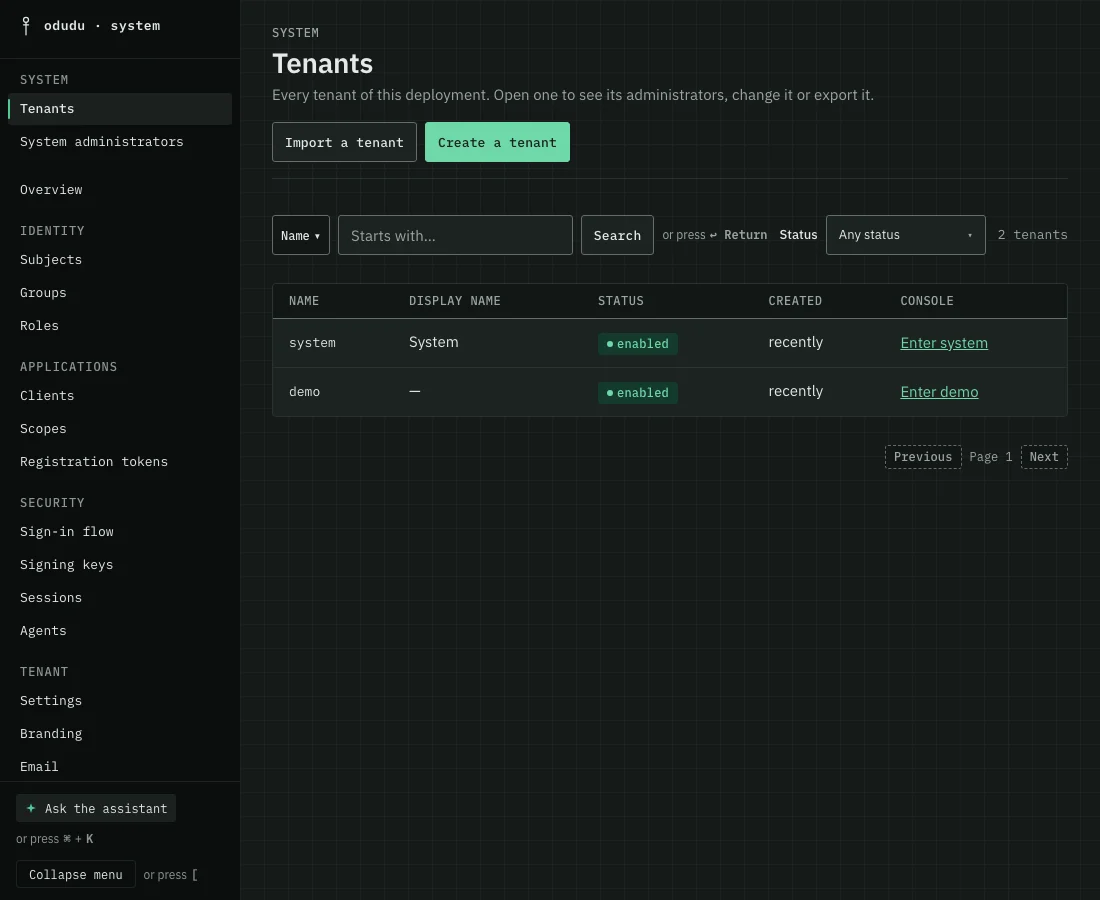 odudu · system
SYSTEM
Tenants
System administrators
Overview
IDENTITY
Subjects
Groups
Roles
APPLICATIONS
Clients
Scopes
Registration tokens
SECURITY
Sign-in flow
Signing keys
Sessions
Agents
TENANT
Settings
Branding
Email
Ask the assistant
or press ⌘ + K
Collapse menu or press [
SYSTEM
Tenants
Every tenant of this deployment. Open one to see its administrators, change it or export it.
Import a tenant Create a tenant
Name ▾ Starts with... Search or press ↩ Return Status Any status ▾ 2 tenants
NAME DISPLAY NAME STATUS CREATED CONSOLE
system System enabled recently Enter system
demo — enabled recently Enter demo
Previous Page 1 Next